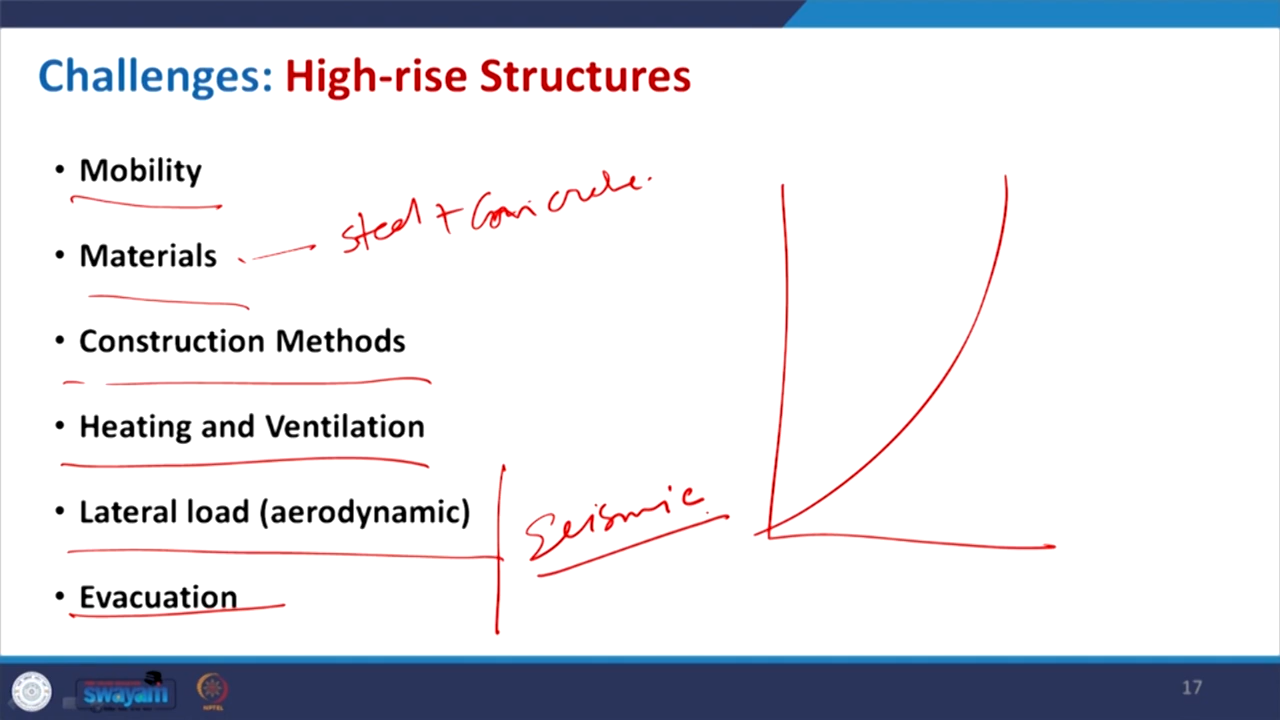 Challenges: High-rise Structures
• Mobility
• Materials
steel + Concrete.
• Construction Methods
• Heating and Ventilation
• Lateral load (aerodynamic)
Seismic
• Evacuation
swayam
NPTEL
17